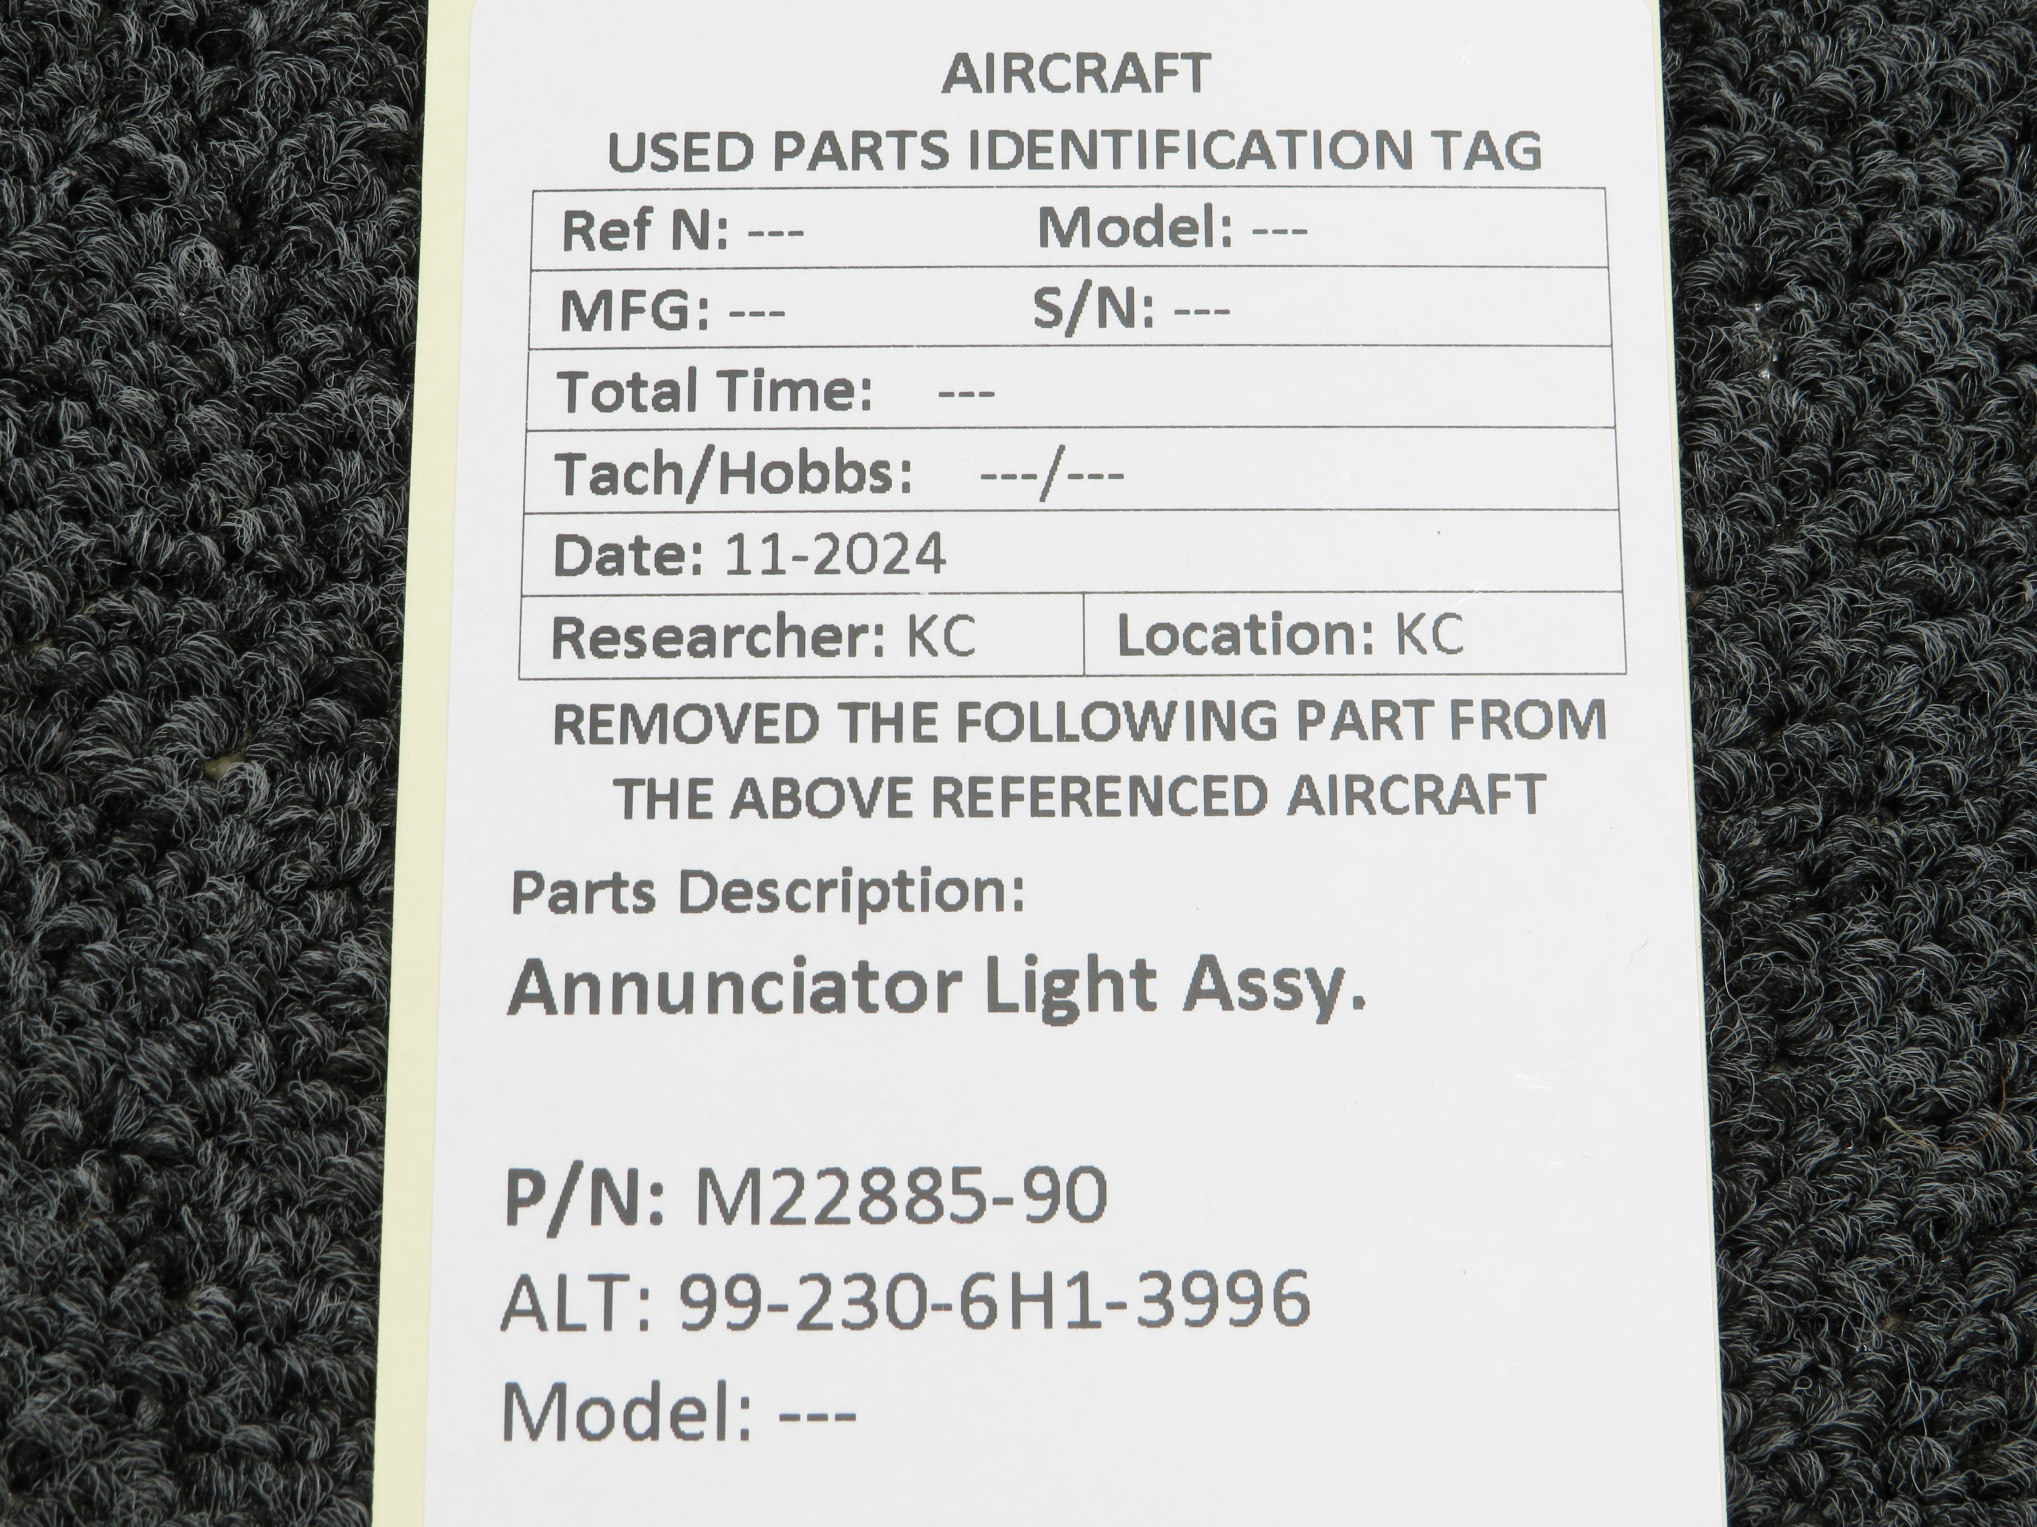 AIRCRAFT
USED PARTS IDENTIFICATION TAG
Ref N: --- Model: ---
MFG: --- S/N: ---
Total Time: ---
Tach/Hobbs: ---/---
Date: 11-2024
Researcher: KC Location: KC
REMOVED THE FOLLOWING PART FROM
THE ABOVE REFERENCED AIRCRAFT
Parts Description:
Annunciator Light Assy.
P/N: M22885-90
ALT: 99-230-6H1-3996
Model: ---